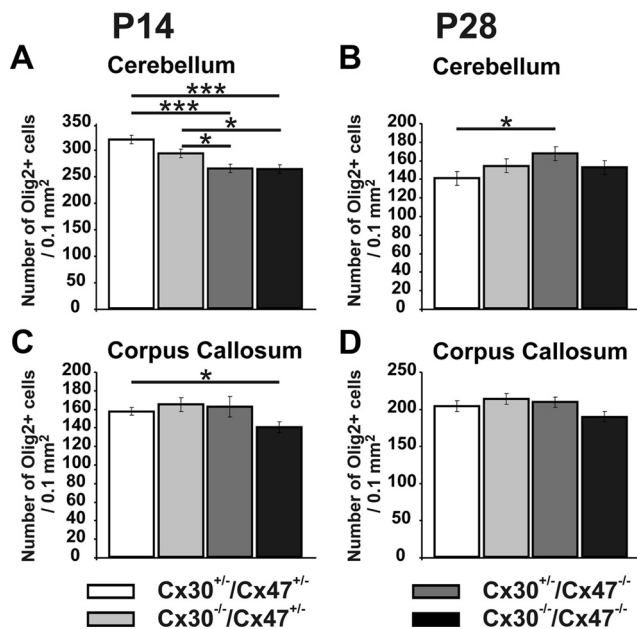 P14
P28
A
Cerebellum
***
***
*
*
Number of Olig2+ cells
/ 0.1 mm²
350
300
250
200
150
100
50
0
B
Cerebellum
*
Number of Olig2+ cells
/ 0.1 mm²
200
180
160
140
120
100
80
60
40
20
0
C
Corpus Callosum
*
Number of Olig2+ cells
/ 0.1 mm²
200
180
160
140
120
100
80
60
40
20
0
D
Corpus Callosum
Number of Olig2+ cells
/ 0.1 mm²
250
200
150
100
50
0
Cx30⁺/⁻/Cx47⁺/⁻
Cx30⁻/⁻/Cx47⁺/⁻
Cx30⁺/⁻/Cx47⁻/⁻
Cx30⁻/⁻/Cx47⁻/⁻